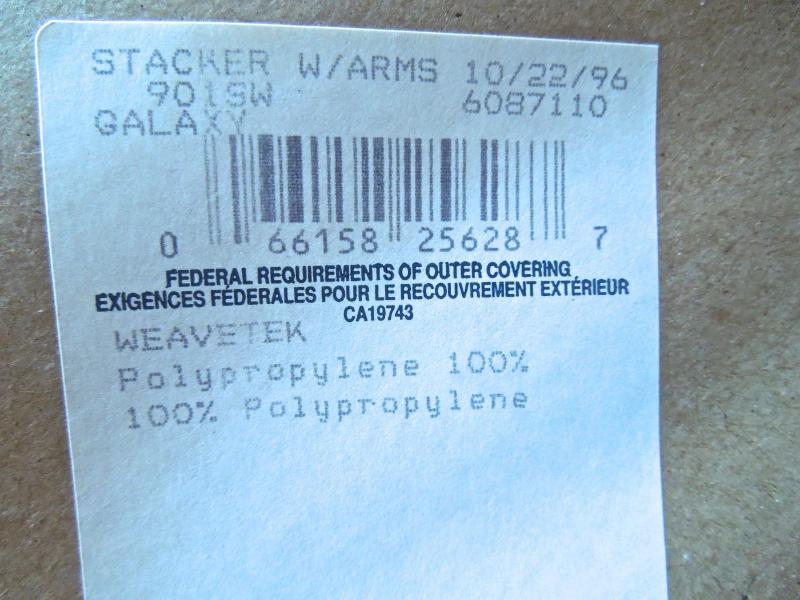 STACKER W/ARMS 10/22/96
901SW 6087110
GALAXY
0 66158 25628 7
FEDERAL REQUIREMENTS OF OUTER COVERING
EXIGENCES FÉDERALES POUR LE RECOUVREMENT EXTÉRIEUR
CA19743
WEAVETEK
Polypropylene 100%
100% Polypropylene